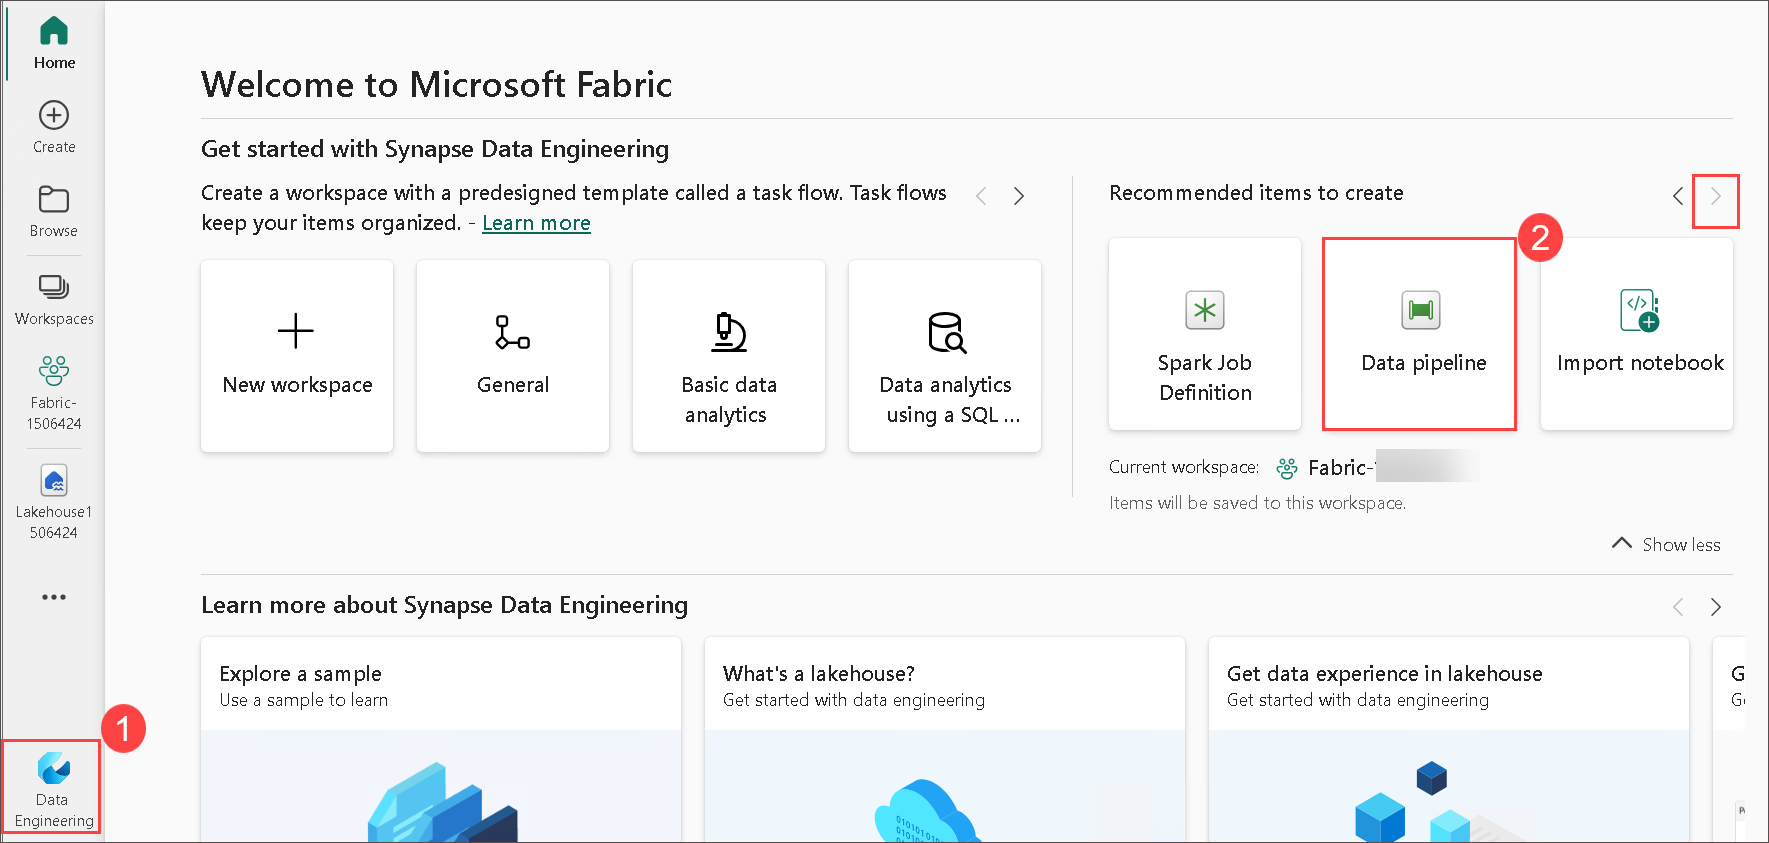 Home
Create
Browse
Workspaces
Fabric-
1506424
Lakehouse1
506424
Data
Engineering
1
Welcome to Microsoft Fabric
Get started with Synapse Data Engineering
Create a workspace with a predesigned template called a task flow. Task flows
keep your items organized. - Learn more
New workspace
General
Basic data
analytics
Data analytics
using a SQL ...
Recommended items to create
2
Spark Job
Definition
Data pipeline
Import notebook
Current workspace: Fabric-
Items will be saved to this workspace.
Show less
Learn more about Synapse Data Engineering
Explore a sample
Use a sample to learn
What's a lakehouse?
Get started with data engineering
Get data experience in lakehouse
Get started with data engineering